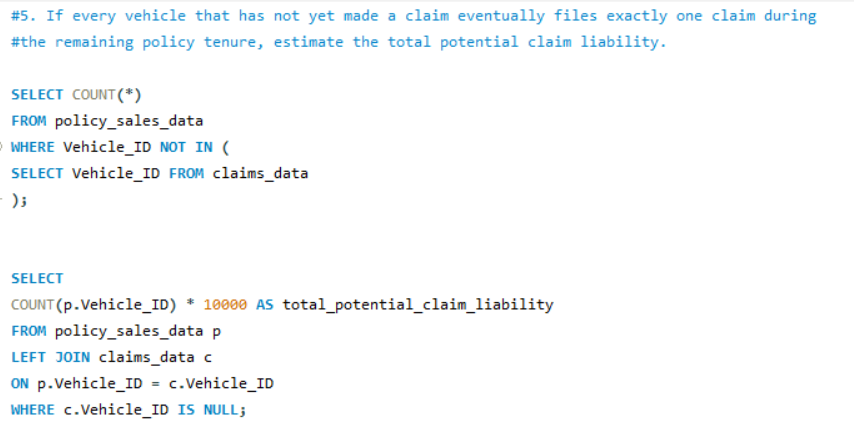 #5. If every vehicle that has not yet made a claim eventually files exactly one claim during
#the remaining policy tenure, estimate the total potential claim liability.
SELECT COUNT(*)
FROM policy_sales_data
WHERE Vehicle_ID NOT IN (
SELECT Vehicle_ID FROM claims_data
);
SELECT
COUNT(p.Vehicle_ID) * 10000 AS total_potential_claim_liability
FROM policy_sales_data p
LEFT JOIN claims_data c
ON p.Vehicle_ID = c.Vehicle_ID
WHERE c.Vehicle_ID IS NULL;